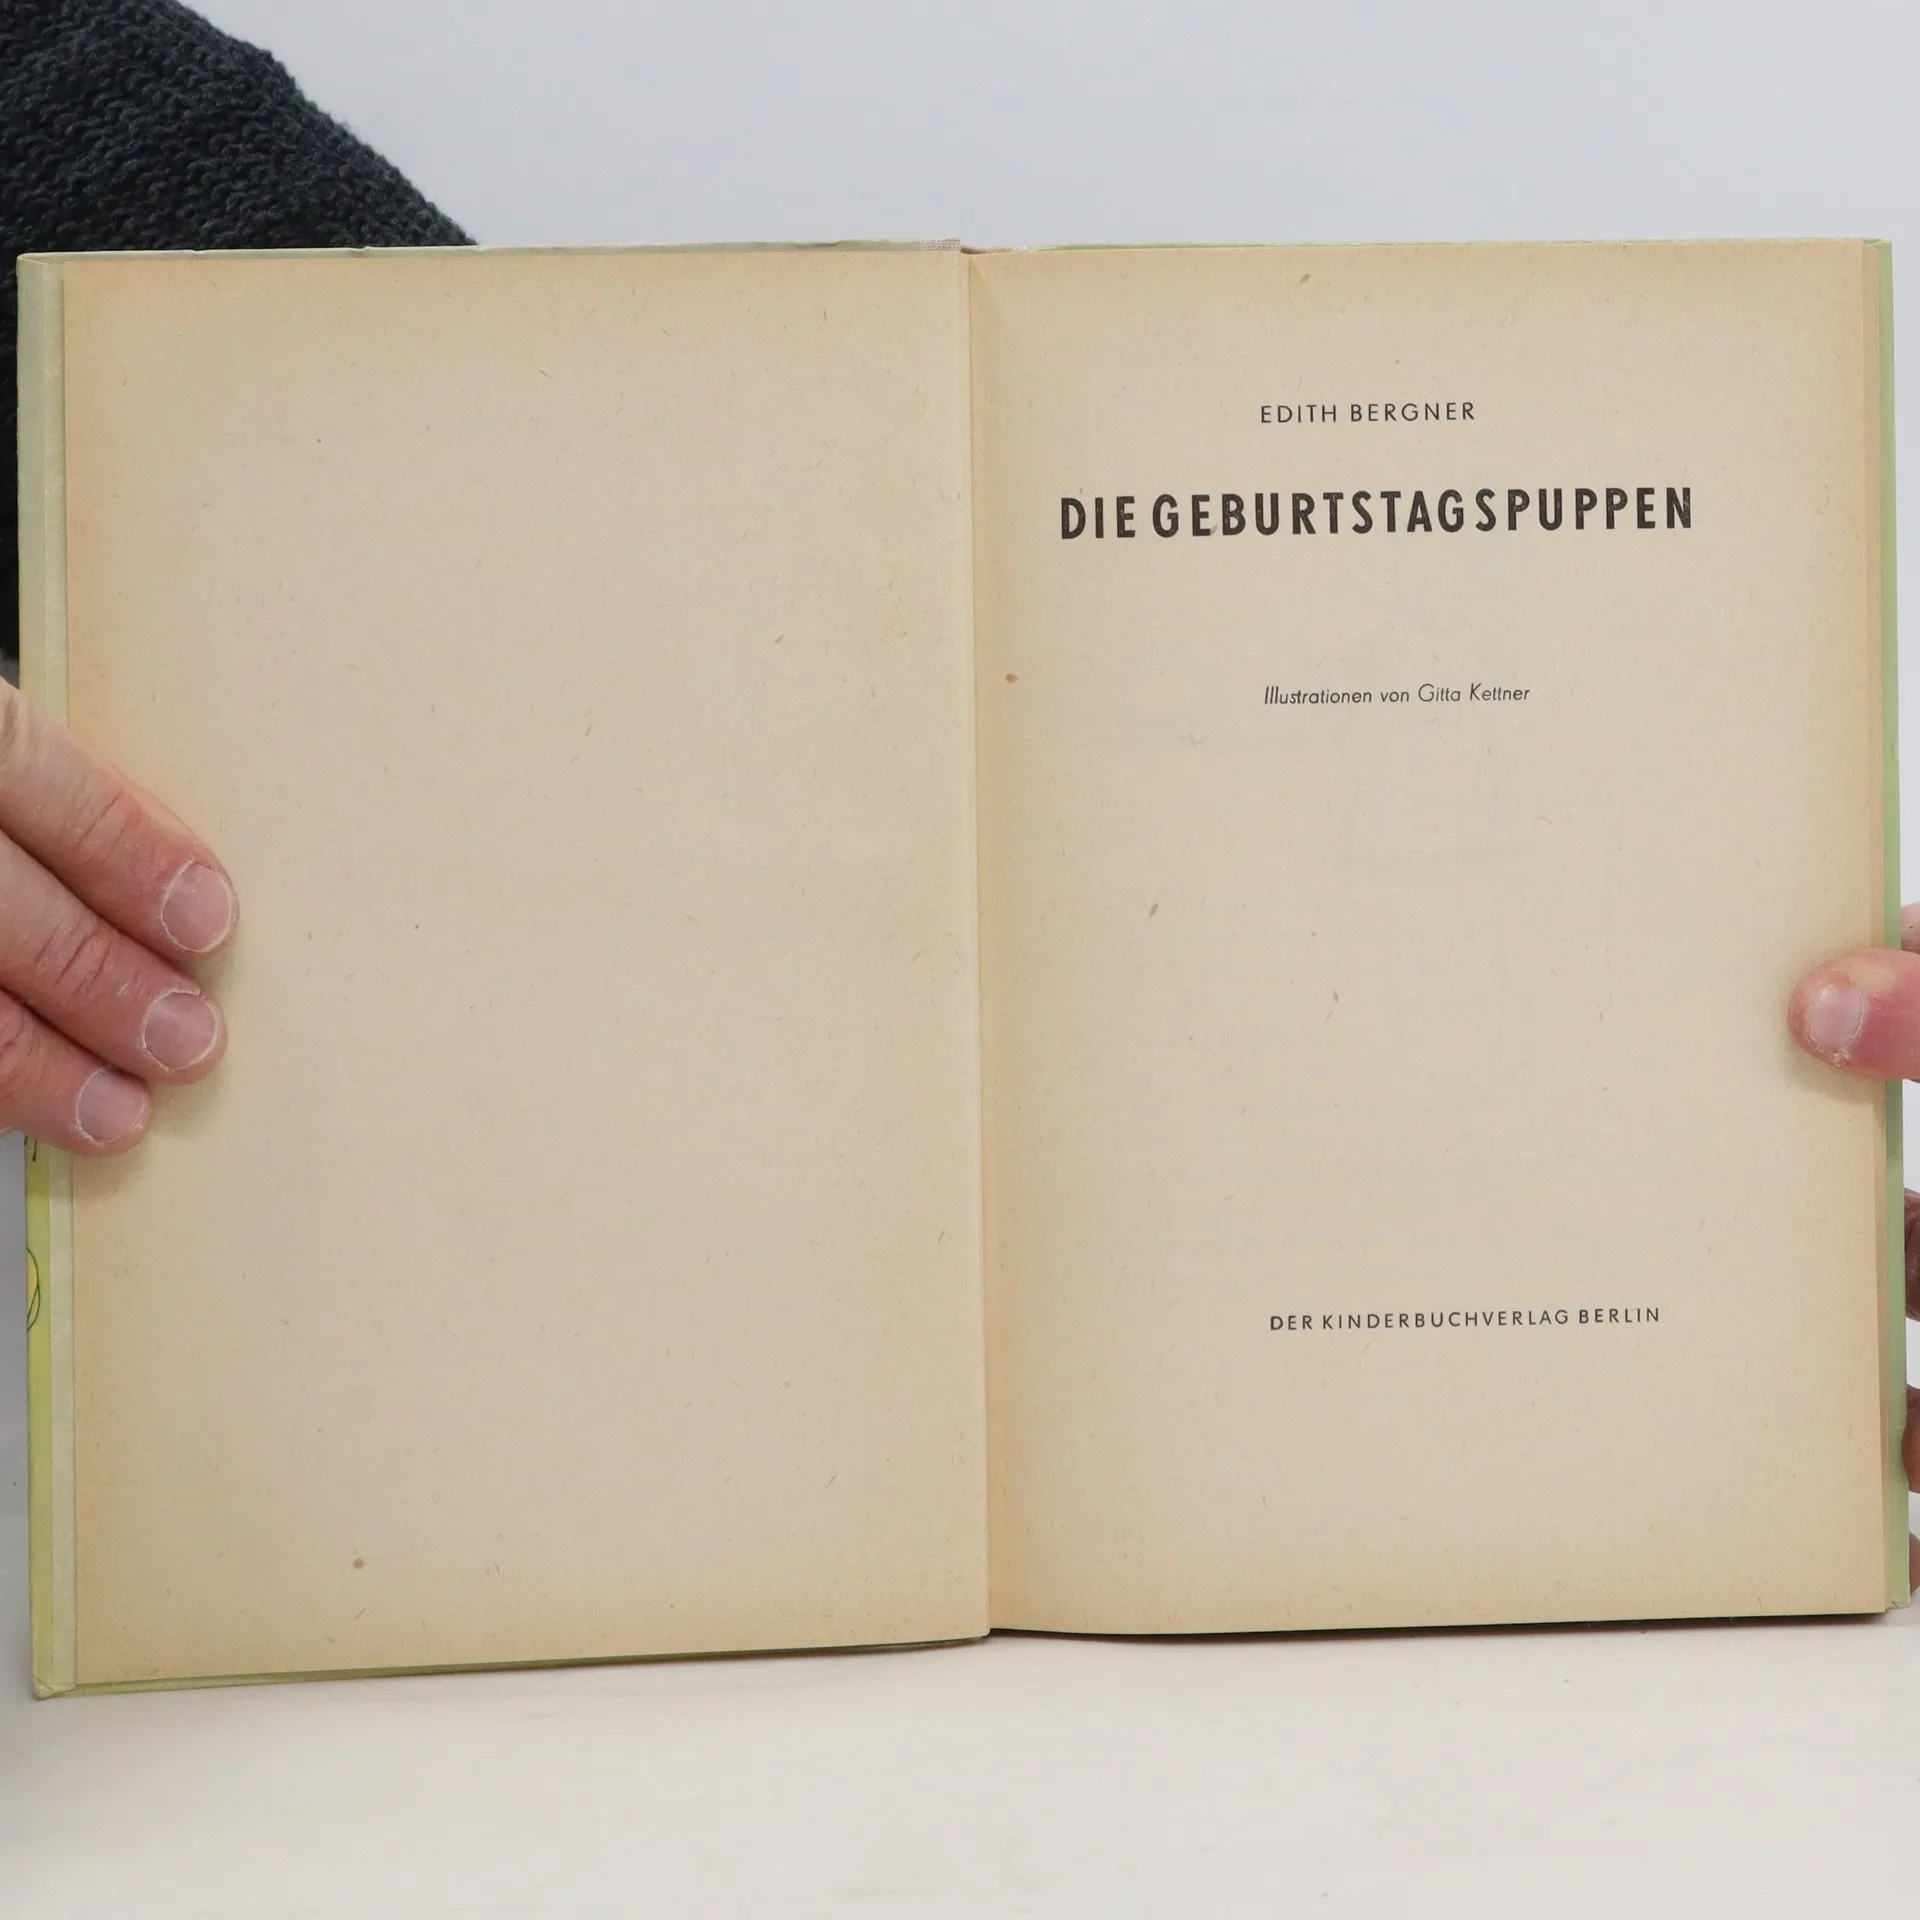 EDITH BERGNER
DIE GEBURTSTAGSPUPPEN
Illustrationen von Gitta Kettner
DER KINDERBUCHVERLAG BERLIN